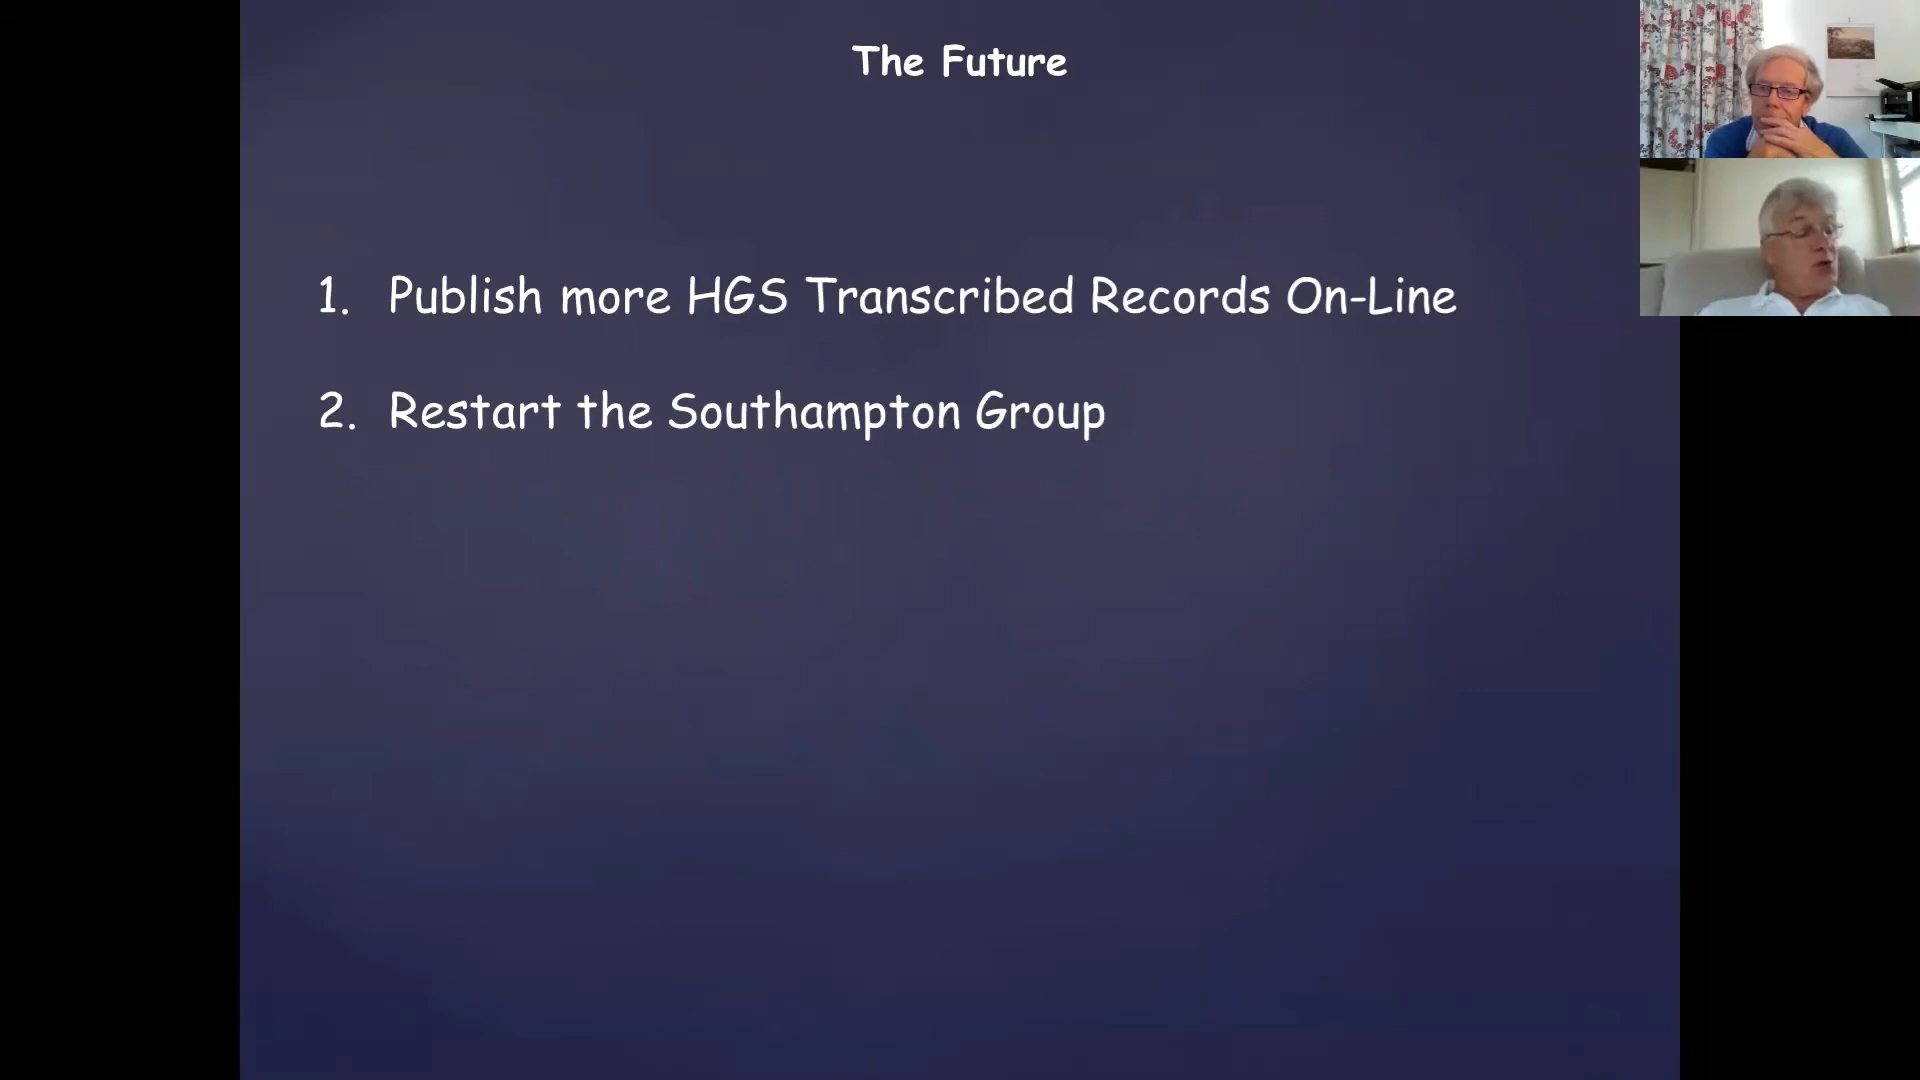 The Future
1. Publish more HGS Transcribed Records On-Line
2. Restart the Southampton Group